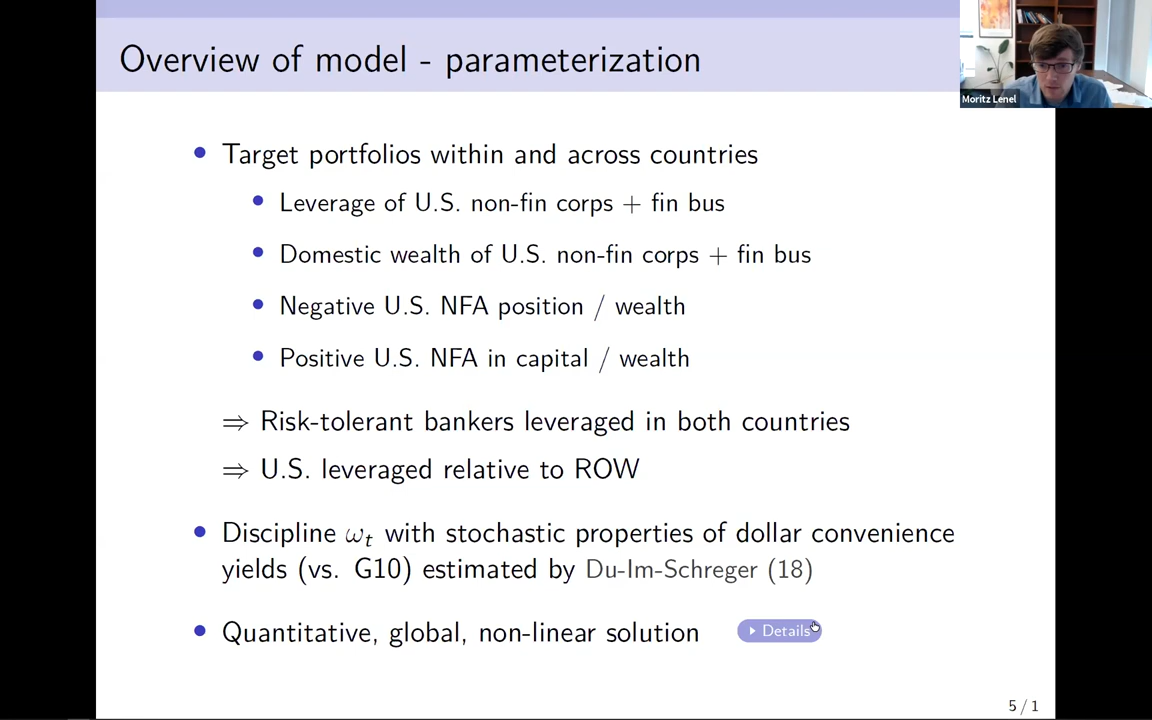 Overview of model - parameterization
Moritz Lenel
• Target portfolios within and across countries
• Leverage of U.S. non-fin corps + fin bus
• Domestic wealth of U.S. non-fin corps + fin bus
• Negative U.S. NFA position / wealth
• Positive U.S. NFA in capital / wealth
⇒ Risk-tolerant bankers leveraged in both countries
⇒ U.S. leveraged relative to ROW
• Discipline ωₜ with stochastic properties of dollar convenience
yields (vs. G10) estimated by Du-Im-Schreger (18)
• Quantitative, global, non-linear solution
Details
5 / 1